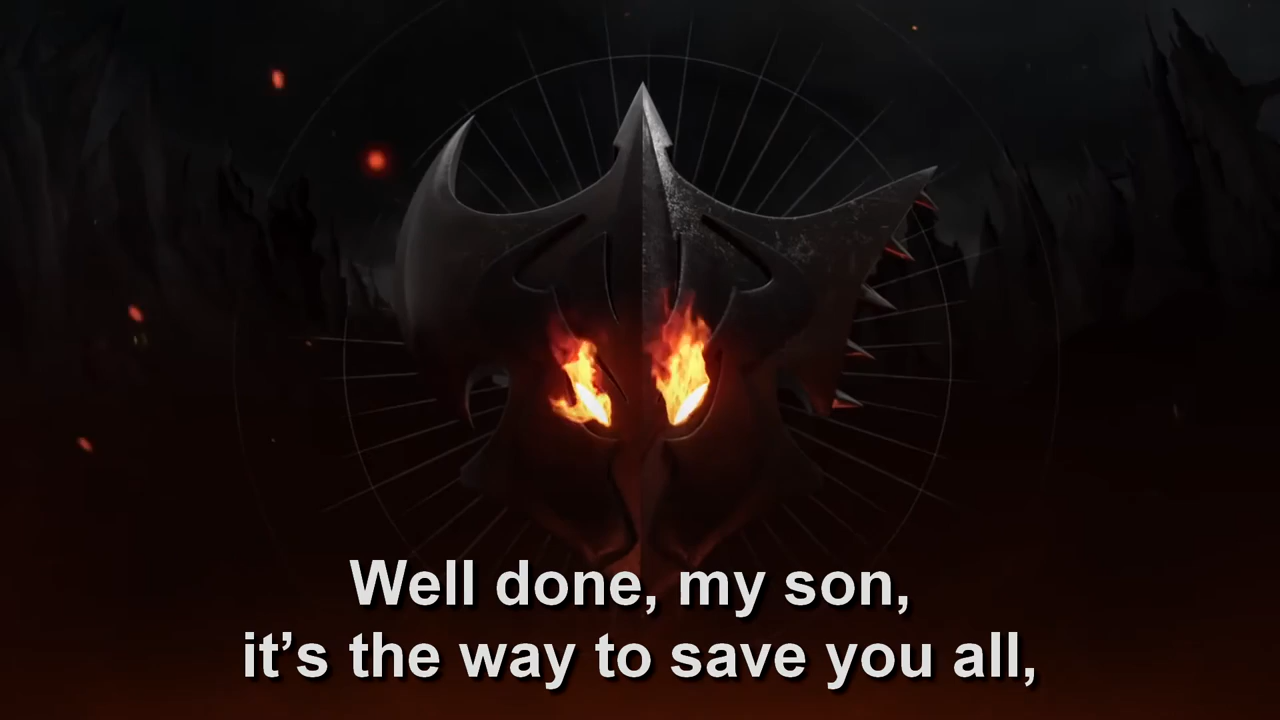 Well done, my son,
it’s the way to save you all,